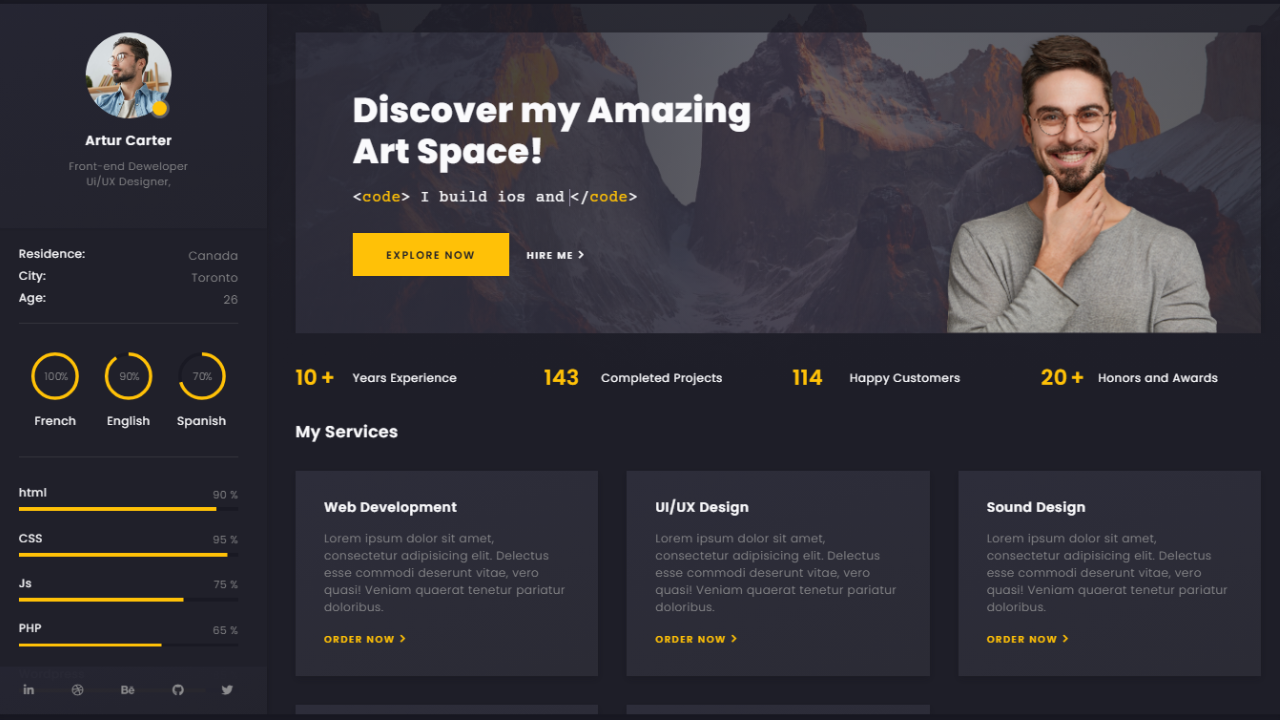 Artur Carter
Front-end Deweloper
Ui/UX Designer,
Residence: Canada
City: Toronto
Age: 26
100% 90% 70%
French English Spanish
html 90 %
CSS 95 %
Js 75 %
PHP 65 %
in Bē
Discover my Amazing
Art Space!
<code> I build ios and </code>
EXPLORE NOW HIRE ME
10 + Years Experience 143 Completed Projects 114 Happy Customers 20 + Honors and Awards
My Services
Web Development
Lorem ipsum dolor sit amet,
consectetur adipisicing elit. Delectus
esse commodi deserunt vitae, vero
quasi! Veniam quaerat tenetur pariatur
doloribus.
ORDER NOW
UI/UX Design
Lorem ipsum dolor sit amet,
consectetur adipisicing elit. Delectus
esse commodi deserunt vitae, vero
quasi! Veniam quaerat tenetur pariatur
doloribus.
ORDER NOW
Sound Design
Lorem ipsum dolor sit amet,
consectetur adipisicing elit. Delectus
esse commodi deserunt vitae, vero
quasi! Veniam quaerat tenetur pariatur
doloribus.
ORDER NOW